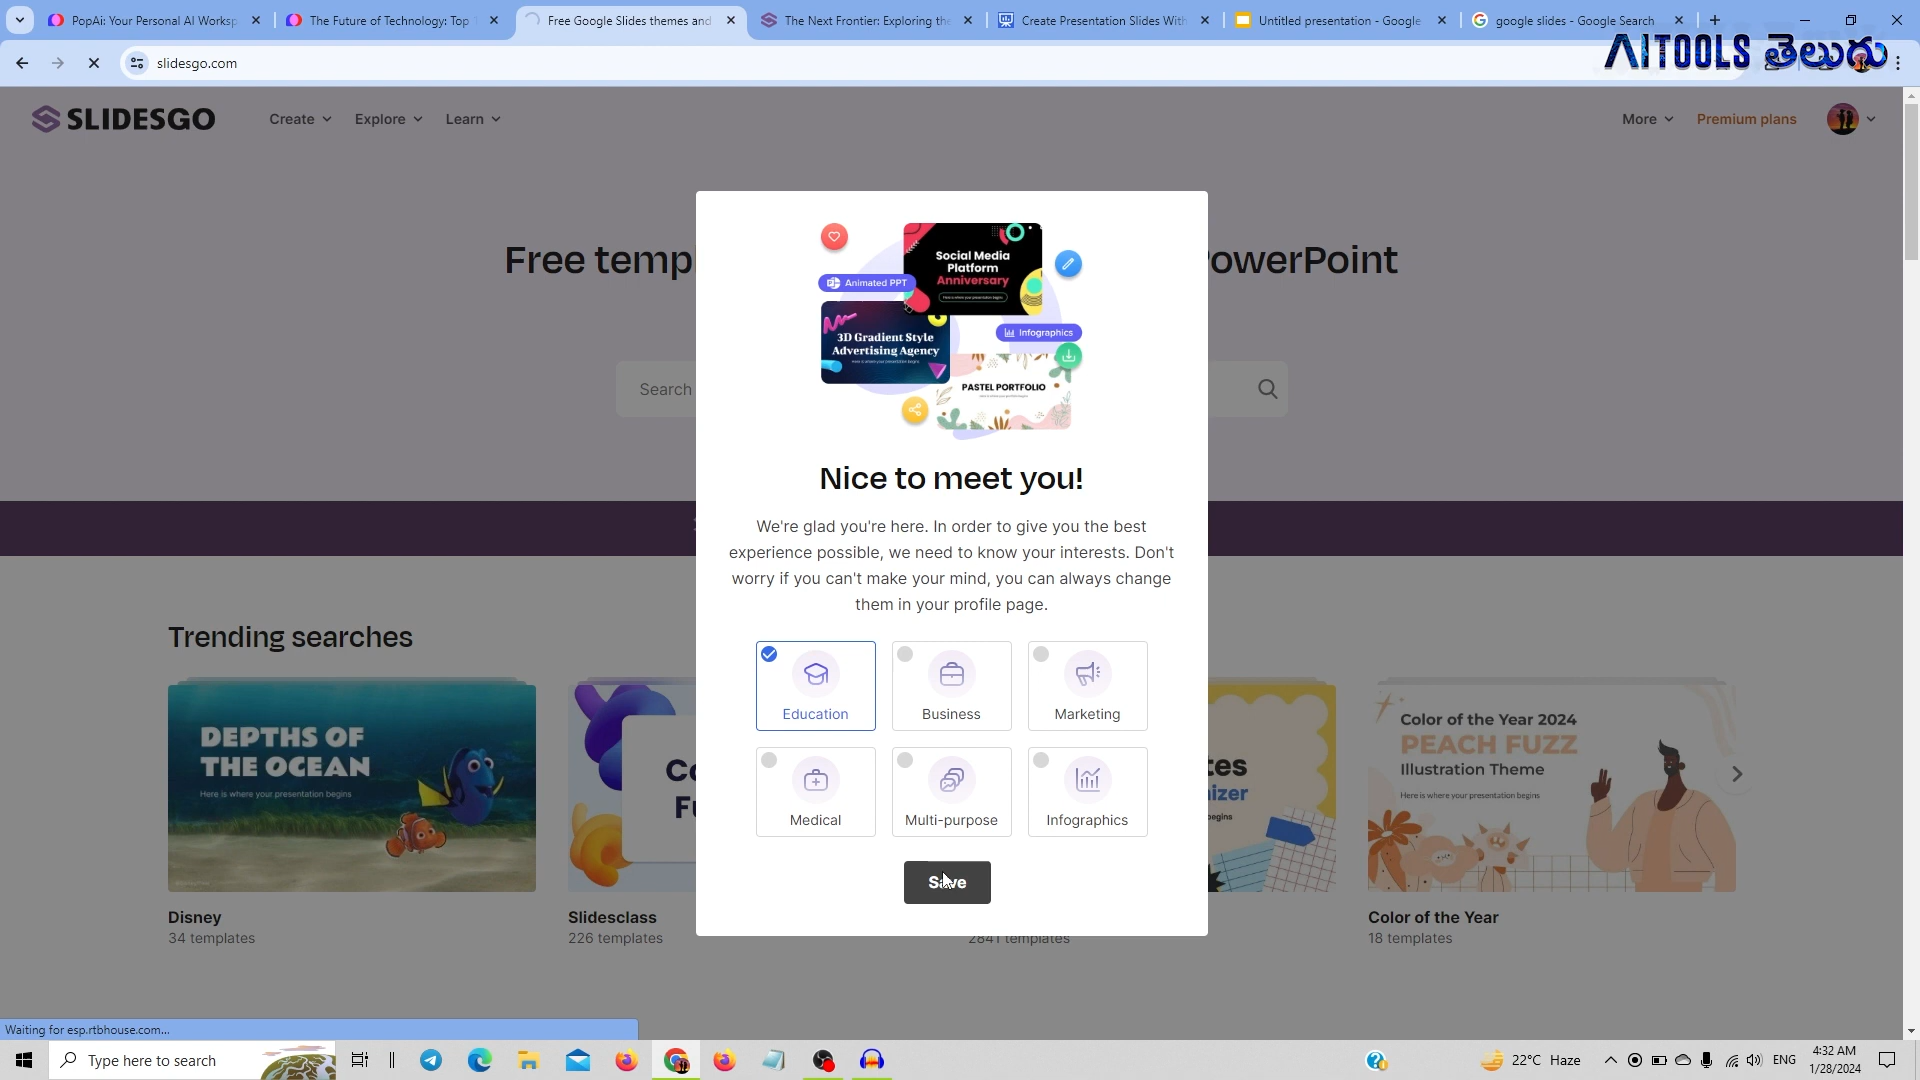 PopAi: Your Personal AI Worksp
The Future of Technology: Top
Free Google Slides themes and
The Next Frontier: Exploring the
Create Presentation Slides With
Untitled presentation - Google
google slides - Google Search
slidesgo.com
AITOOLS తెలుగు
SLIDESGO
Create
Explore
Learn
More
Premium plans
Free temp
owerPoint
Search
Social Media
Platform
Anniversary
Here is where your presentation begins
Animated PPT
Infographics
3D Gradient Style
Advertising Agency
PASTEL PORTFOLIO
Nice to meet you!
We're glad you're here. In order to give you the best
experience possible, we need to know your interests. Don't
worry if you can't make your mind, you can always change
them in your profile page.
Education
Business
Marketing
Medical
Multi-purpose
Infographics
Save
Trending searches
DEPTHS OF
THE OCEAN
Here is where your presentation begins
Disney
34 templates
Slidesclass
226 templates
2841 templates
Color of the Year 2024
PEACH FUZZ
Illustration Theme
Here is where your presentation begins
Color of the Year
18 templates
Waiting for esp.rtbhouse.com...
Type here to search
22°C Haze
ENG
4:32 AM
1/28/2024